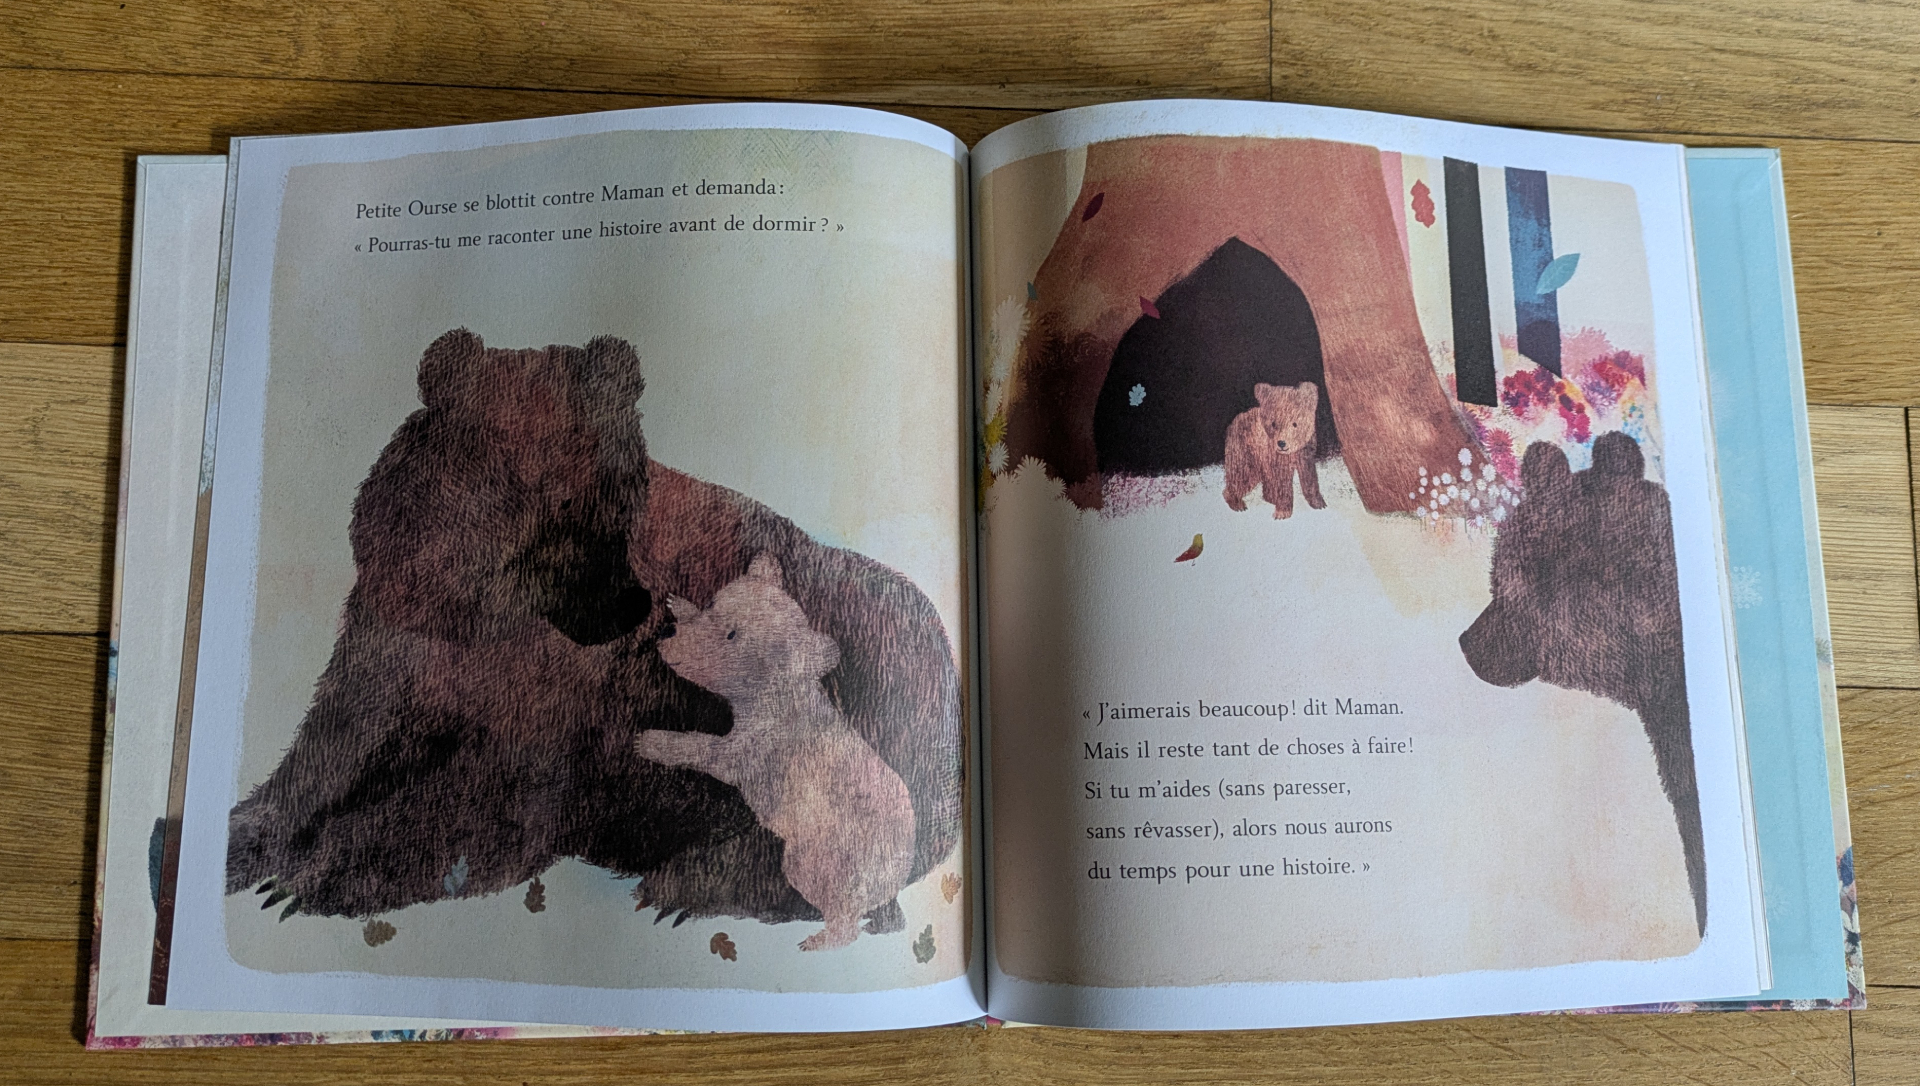 Petite Ourse se blottit contre Maman et demanda :
« Pourras-tu me raconter une histoire avant de dormir ? »
« J'aimerais beaucoup ! dit Maman.
Mais il reste tant de choses à faire !
Si tu m'aides (sans paresser,
sans rêvasser), alors nous aurons
du temps pour une histoire. »